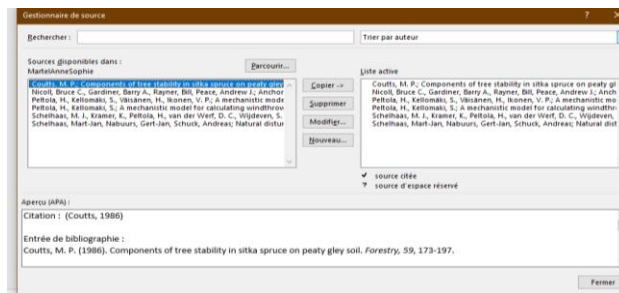 Gestionnaire de source
? ×
Rechercher :
Trier par auteur
Sources disponibles dans :
MartelAnneSophie
Parcourir...
Liste active
Coutts, M. P.; Components of tree stability in sitka spruce on peaty gley
Nicoll, Bruce C., Gardiner, Barry A., Rayner, Bill, Peace, Andrew J.; Anchor
Peltola, H., Kellomäki, S., Väisänen, H., Ikonen, V. P.; A mechanistic mode
Peltola, H., Kellomäki, S.; A mechanistic model for calculating windthrow
Schelhaas, M. J., Kramer, K., Peltola, H., van der Werf, D. C., Wijdeven, S.
Schelhaas, Mart-Jan, Nabuurs, Gert-Jan, Schuck, Andreas; Natural distur
Copier ->
Supprimer
Modifier...
Nouveau...
Coutts, M. P.; Components of tree stability in sitka spruce on peaty gl
Nicoll, Bruce C., Gardiner, Barry A., Rayner, Bill, Peace, Andrew J.; Anch
Peltola, H., Kellomäki, S., Väisänen, H., Ikonen, V. P.; A mechanistic mo
Peltola, H., Kellomäki, S.; A mechanistic model for calculating windthro
Schelhaas, M. J., Kramer, K., Peltola, H., van der Werf, D. C., Wijdeven,
Schelhaas, Mart-Jan, Nabuurs, Gert-Jan, Schuck, Andreas; Natural dist
✔ source citée
? source d'espace réservé
Aperçu (APA) :
Citation : (Coutts, 1986)
Entrée de bibliographie :
Coutts, M. P. (1986). Components of tree stability in sitka spruce on peaty gley soil. Forestry, 59, 173-197.
Fermer